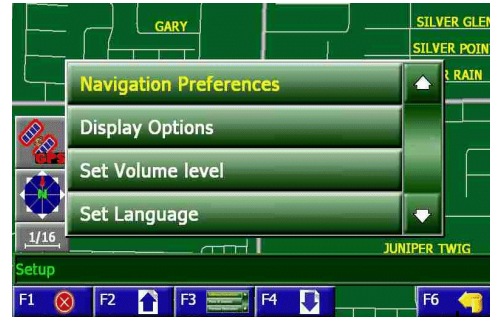 GARY
SILVER GLEN
SILVER POIN
R RAIN
Navigation Preferences
Display Options
Set Volume level
Set Language
GPS
N
1/16
JUNIPER TWIG
Setup
F1
F2
F3
F4
F6